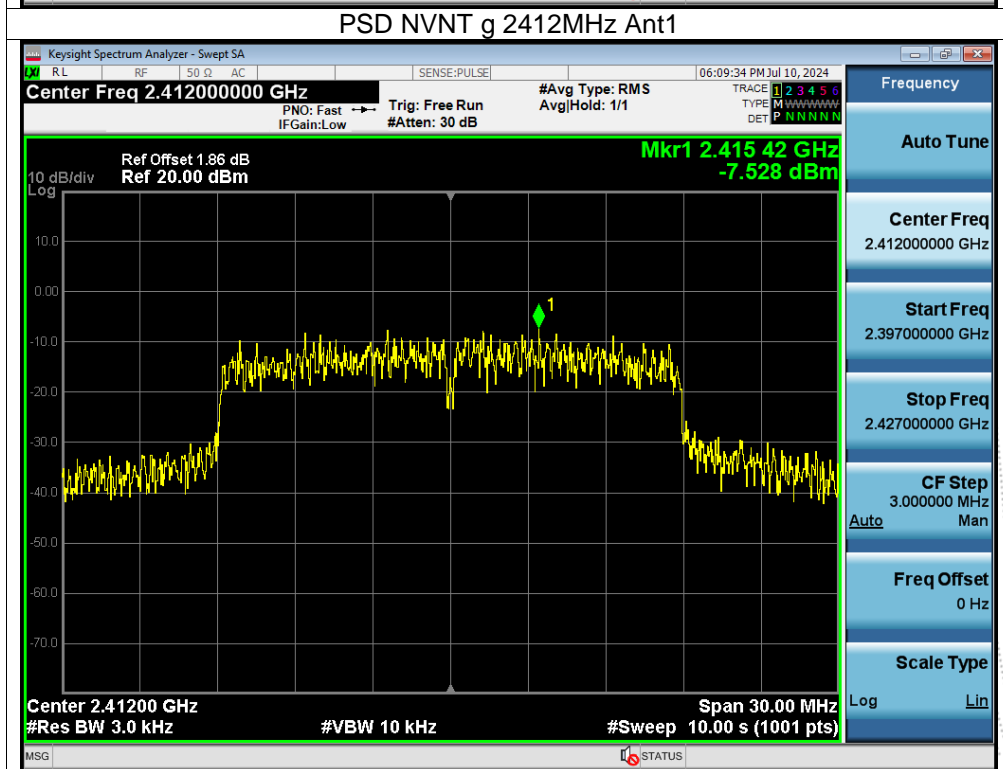 PSD NVNT g 2412MHz Ant1
Keysight Spectrum Analyzer - Swept SA
LXI RL RF 50 Ω AC SENSE:PULSE 06:09:34 PM Jul 10, 2024
Center Freq 2.412000000 GHz #Avg Type: RMS TRACE 1 2 3 4 5 6
PNO: Fast Trig: Free Run Avg|Hold: 1/1 TYPE M WWWWW
IFGain:Low #Atten: 30 dB DET P N N N N N
Frequency
Auto Tune
Center Freq
2.412000000 GHz
Start Freq
2.397000000 GHz
Stop Freq
2.427000000 GHz
CF Step
3.000000 MHz
Auto Man
Freq Offset
0 Hz
Scale Type
Log Lin
Mkr1 2.415 42 GHz
-7.528 dBm
Ref Offset 1.86 dB
10 dB/div Ref 20.00 dBm
Log
10.0
0.00
1
-10.0
-20.0
-30.0
-40.0
-50.0
-60.0
-70.0
Center 2.41200 GHz Span 30.00 MHz
#Res BW 3.0 kHz #VBW 10 kHz #Sweep 10.00 s (1001 pts)
MSG STATUS